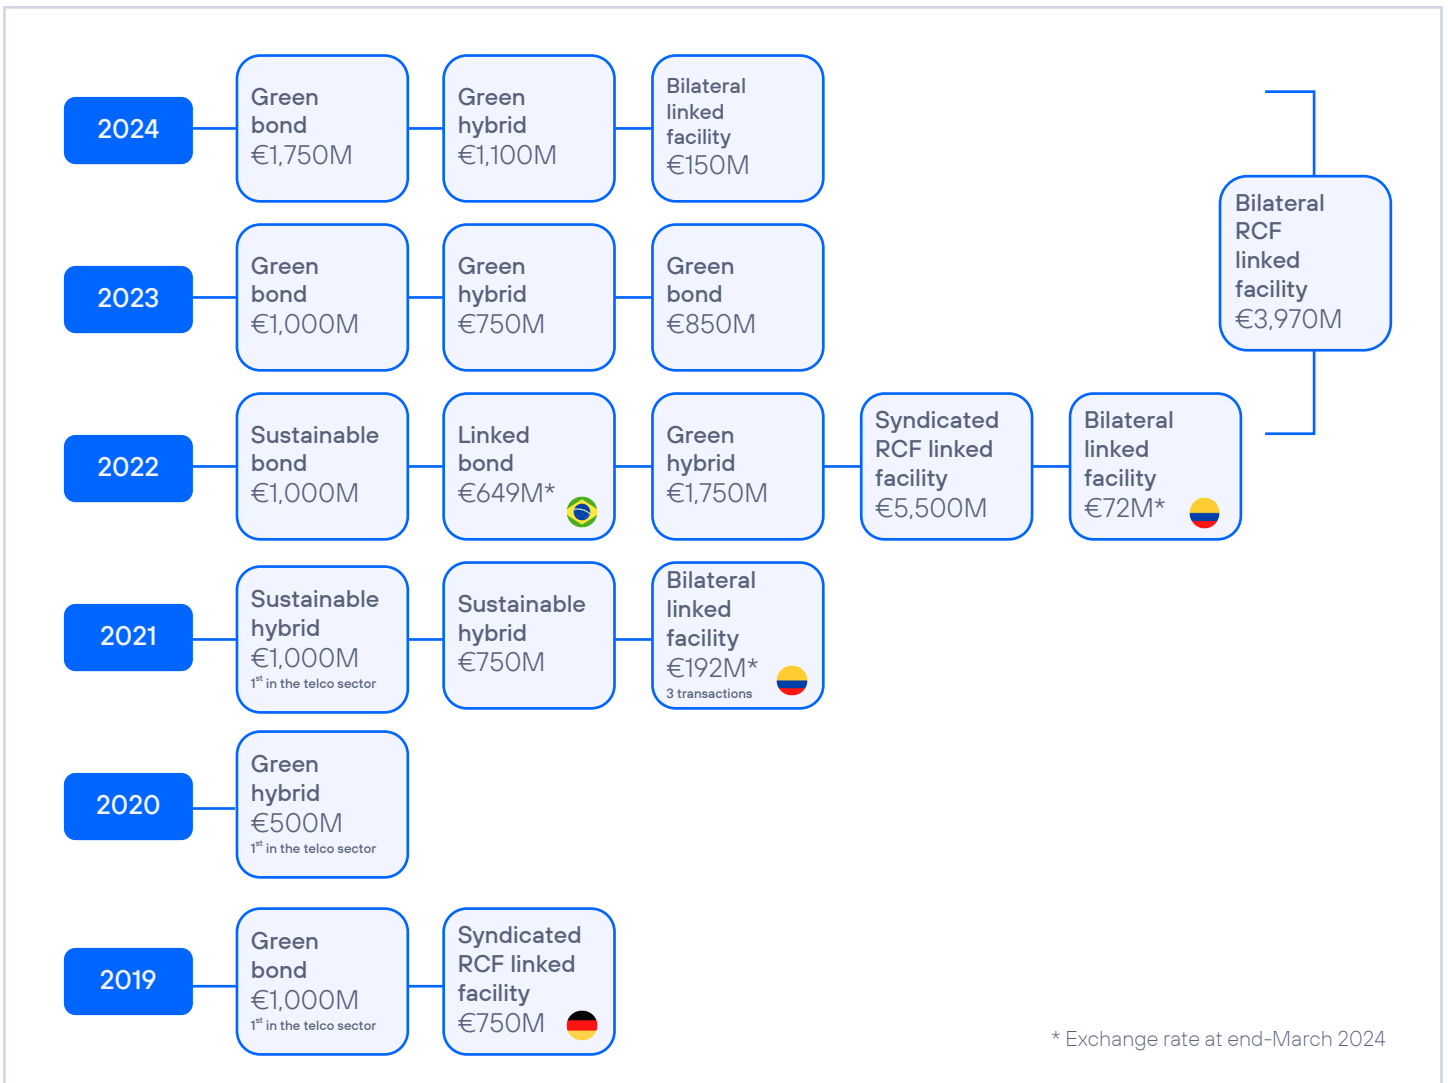 2024
Green
bond
€1,750M
Green
hybrid
€1,100M
Bilateral
linked
facility
€150M
2023
Green
bond
€1,000M
Green
hybrid
€750M
Green
bond
€850M
Bilateral
RCF
linked
facility
€3,970M
2022
Sustainable
bond
€1,000M
Linked
bond
€649M*
Green
hybrid
€1,750M
Syndicated
RCF linked
facility
€5,500M
Bilateral
linked
facility
€72M*
2021
Sustainable
hybrid
€1,000M
1st in the telco sector
Sustainable
hybrid
€750M
Bilateral
linked
facility
€192M*
3 transactions
2020
Green
hybrid
€500M
1st in the telco sector
2019
Green
bond
€1,000M
1st in the telco sector
Syndicated
RCF linked
facility
€750M
* Exchange rate at end-March 2024